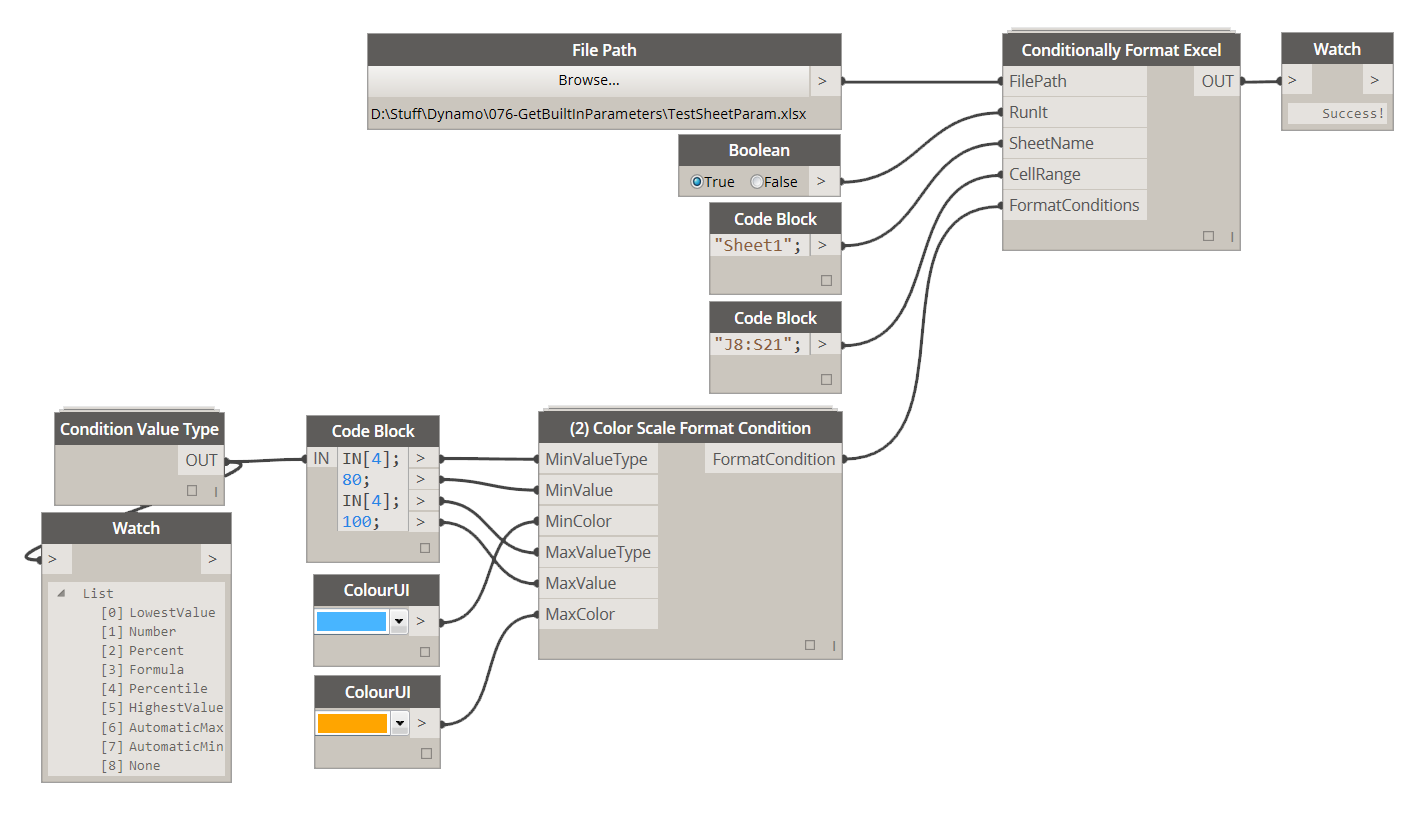 File Path
Browse...
>
D:\Stuff\Dynamo\076-GetBuiltInParameters\TestSheetParam.xlsx
Boolean
True False >
Code Block
"Sheet1"; >
Code Block
"J8:S21"; >
Conditionally Format Excel
FilePath OUT
RunIt
SheetName
CellRange
FormatConditions
Watch
> >
Success!
Condition Value Type
OUT
Watch
> >
List
[0] LowestValue
[1] Number
[2] Percent
[3] Formula
[4] Percentile
[5] HighestValue
[6] AutomaticMax
[7] AutomaticMin
[8] None
Code Block
IN IN[4]; >
80; >
IN[4]; >
100; >
ColourUI
>
ColourUI
>
(2) Color Scale Format Condition
MinValueType FormatCondition
MinValue
MinColor
MaxValueType
MaxValue
MaxColor